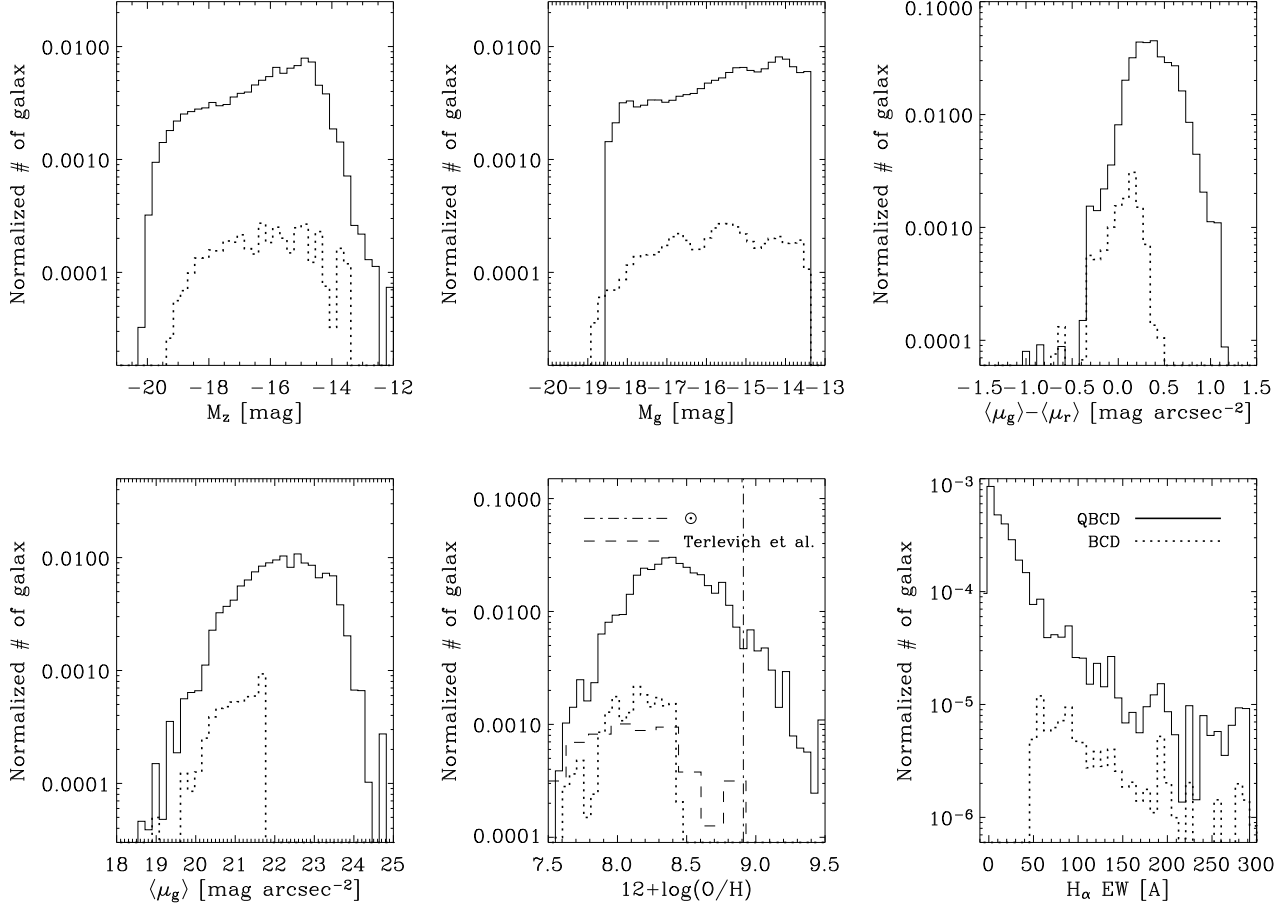 Normalized # of galax
0.0100
0.0010
0.0001
−20 −18 −16 −14 −12
M_z [mag]
Normalized # of galax
0.0100
0.0010
0.0001
−20−19−18−17−16−15−14−13
M_g [mag]
Normalized # of galax
0.1000
0.0100
0.0010
0.0001
−1.5−1.0−0.5 0.0 0.5 1.0 1.5
⟨μ_g⟩−⟨μ_r⟩ [mag arcsec⁻²]
Normalized # of galax
0.0100
0.0010
0.0001
18 19 20 21 22 23 24 25
⟨μ_g⟩ [mag arcsec⁻²]
Normalized # of galax
0.1000
0.0100
0.0010
0.0001
⊙
Terlevich et al.
7.5 8.0 8.5 9.0 9.5
12+log(O/H)
Normalized # of galax
10⁻³
10⁻⁴
10⁻⁵
10⁻⁶
QBCD
BCD
0 50 100 150 200 250 300
H_α EW [A]